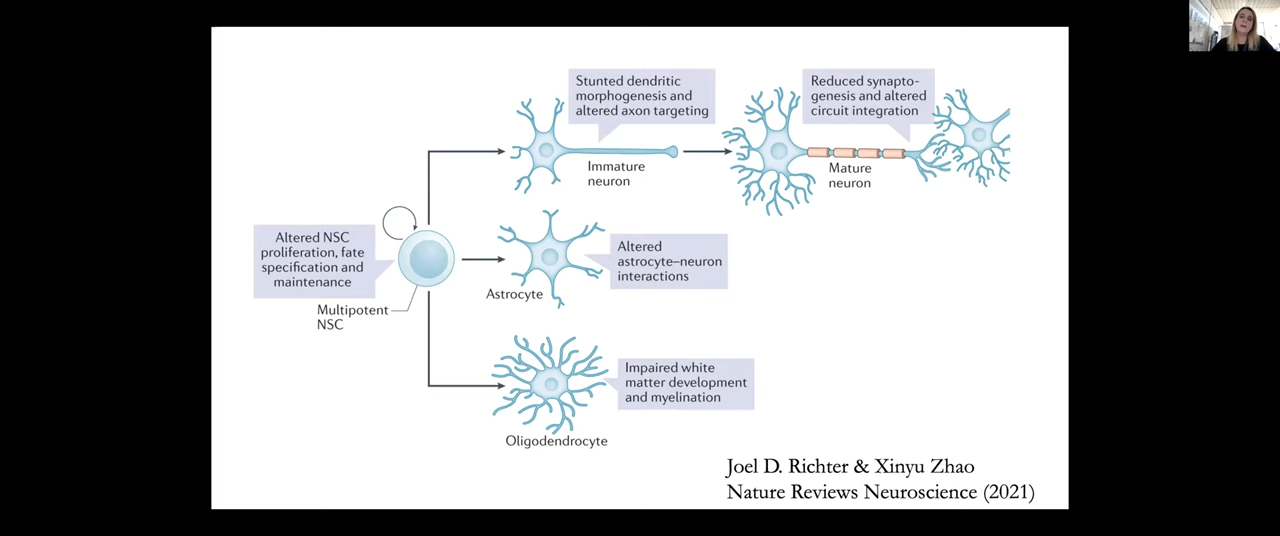 Stunted dendritic
morphogenesis and
altered axon targeting
Reduced synapto-
genesis and altered
circuit integration
Immature
neuron
Mature
neuron
Altered NSC
proliferation, fate
specification and
maintenance
Multipotent
NSC
Altered
astrocyte–neuron
interactions
Astrocyte
Impaired white
matter development
and myelination
Oligodendrocyte
Joel D. Richter & Xinyu Zhao
Nature Reviews Neuroscience (2021)